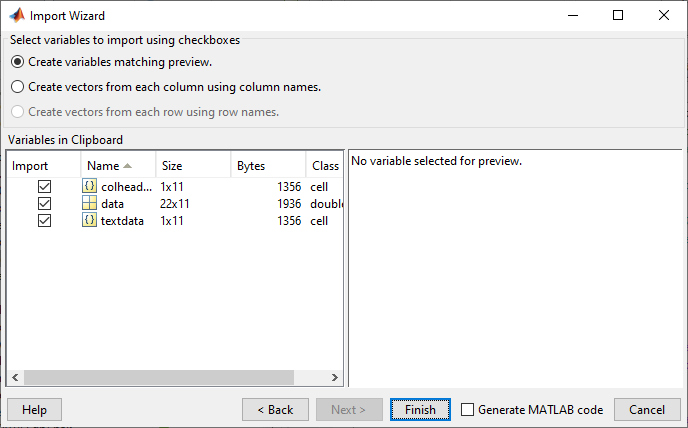 Import Wizard
Select variables to import using checkboxes
Create variables matching preview.
Create vectors from each column using column names.
Create vectors from each row using row names.
Variables in Clipboard
Import Name Size Bytes Class
colhead... 1x11 1356 cell
data 22x11 1936 double
textdata 1x11 1356 cell
No variable selected for preview.
Help < Back Next > Finish Generate MATLAB code Cancel